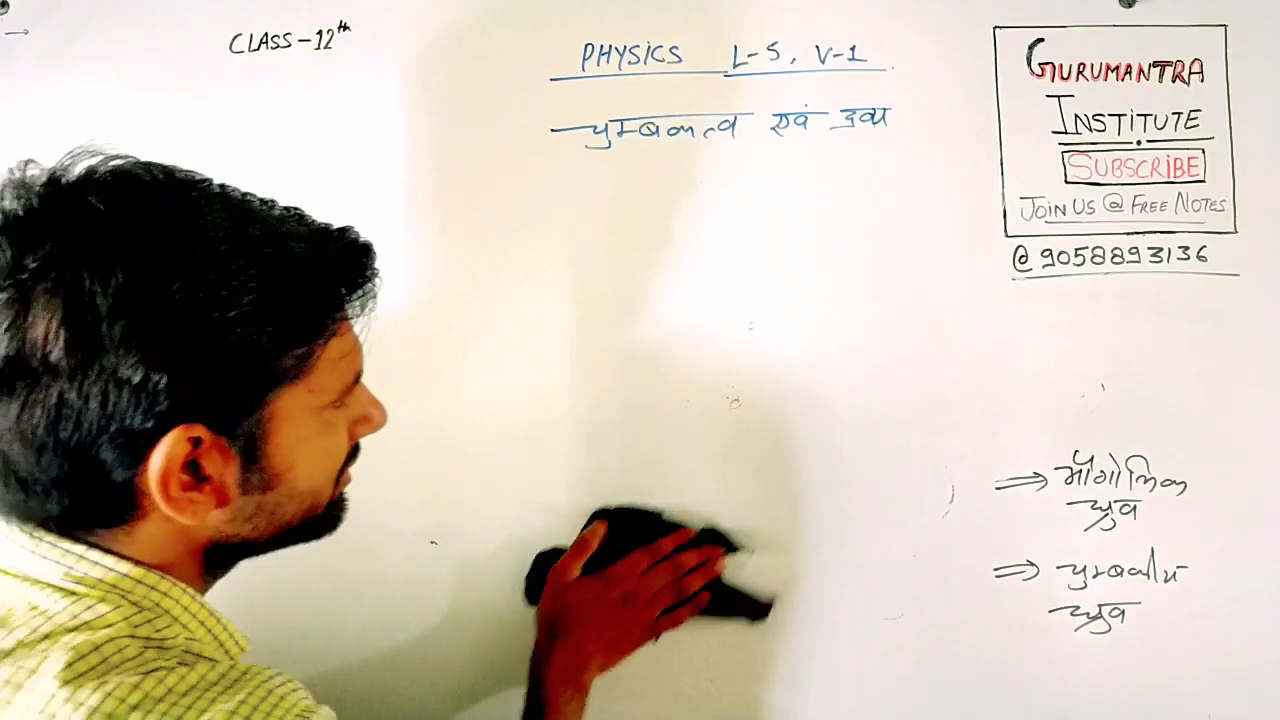 CLASS-12th
PHYSICS L-5, V-1
चुम्बकत्व एवं द्रव्य
GURUMANTRA
INSTITUTE
SUBSCRIBE
JOIN US @ FREE NOTES
@ 9058893136
⇒ भौगोलिक
ध्रुव
⇒ चुम्बकीय
ध्रुव